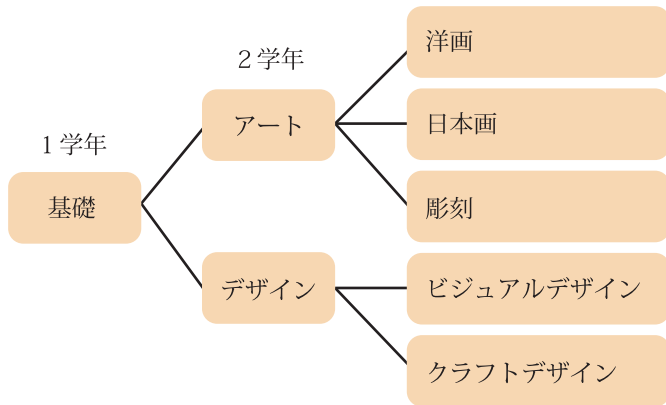 1学年
基礎
2学年
アート
デザイン
洋画
日本画
彫刻
ビジュアルデザイン
クラフトデザイン